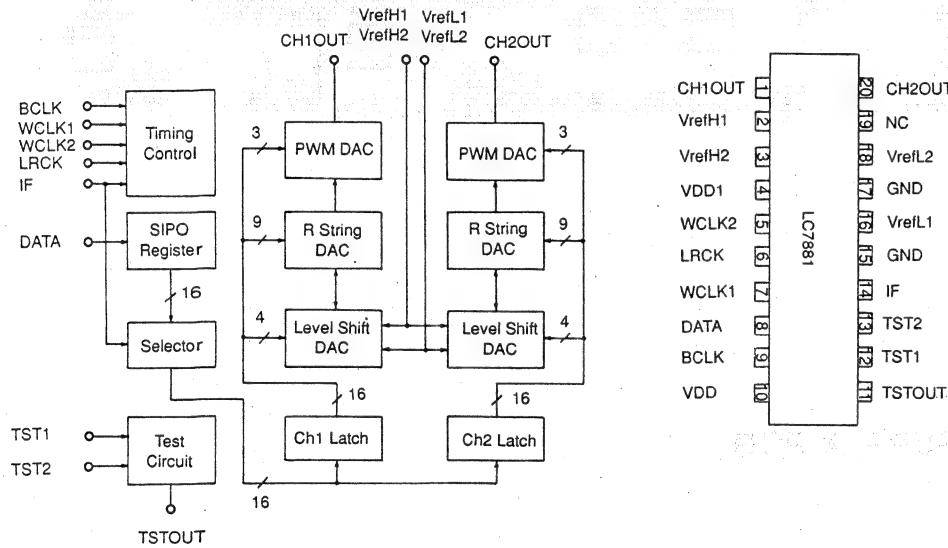 VrefH1 VrefL1
VrefH2 VrefL2
CH1OUT
CH2OUT
BCLK
WCLK1
WCLK2
LRCK
IF
Timing
Control
DATA
SIPO
Register
16
Selector
TST1
TST2
Test
Circuit
TSTOUT
3
PWM DAC
9
R String
DAC
4
Level Shift
DAC
16
Ch1 Latch
16
3
PWM DAC
9
R String
DAC
4
Level Shift
DAC
16
Ch2 Latch
CH1OUT 1
VrefH1 2
VrefH2 3
VDD1 4
WCLK2 5
LRCK 6
WCLK1 7
DATA 8
BCLK 9
VDD 10
LC7881
20 CH2OUT
19 NC
18 VrefL2
17 GND
16 VrefL1
15 GND
14 IF
13 TST2
12 TST1
11 TSTOUT